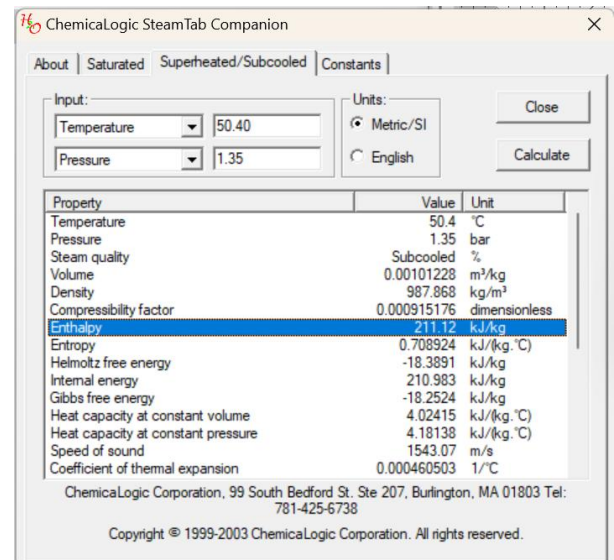 H2O ChemicaLogic SteamTab Companion
About Saturated Superheated/Subcooled Constants
Input: Units:
Temperature 50.40 Metric/SI Close
Pressure 1.35 English Calculate
Property Value Unit
Temperature 50.4 °C
Pressure 1.35 bar
Steam quality Subcooled %
Volume 0.00101228 m³/kg
Density 987.868 kg/m³
Compressibility factor 0.000915176 dimensionless
Enthalpy 211.12 kJ/kg
Entropy 0.708924 kJ/(kg.°C)
Helmoltz free energy -18.3891 kJ/kg
Internal energy 210.983 kJ/kg
Gibbs free energy -18.2524 kJ/kg
Heat capacity at constant volume 4.02415 kJ/(kg.°C)
Heat capacity at constant pressure 4.18138 kJ/(kg.°C)
Speed of sound 1543.07 m/s
Coefficient of thermal expansion 0.000460503 1/°C
ChemicaLogic Corporation, 99 South Bedford St. Ste 207, Burlington, MA 01803 Tel:
781-425-6738
Copyright © 1999-2003 ChemicaLogic Corporation. All rights reserved.